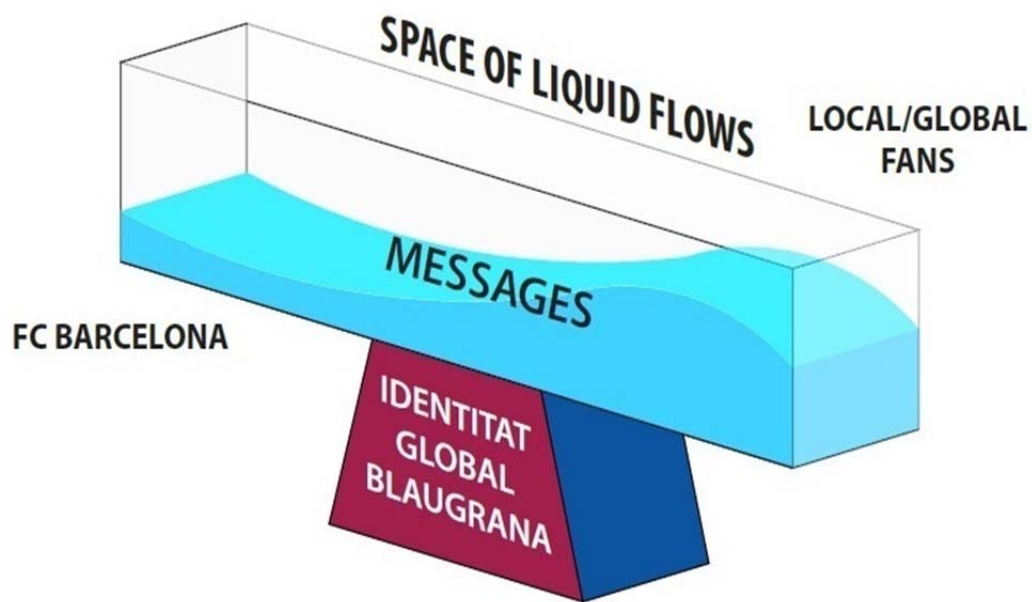 SPACE OF LIQUID FLOWS
LOCAL/GLOBAL
FANS
MESSAGES
FC BARCELONA
IDENTITAT
GLOBAL
BLAUGRANA